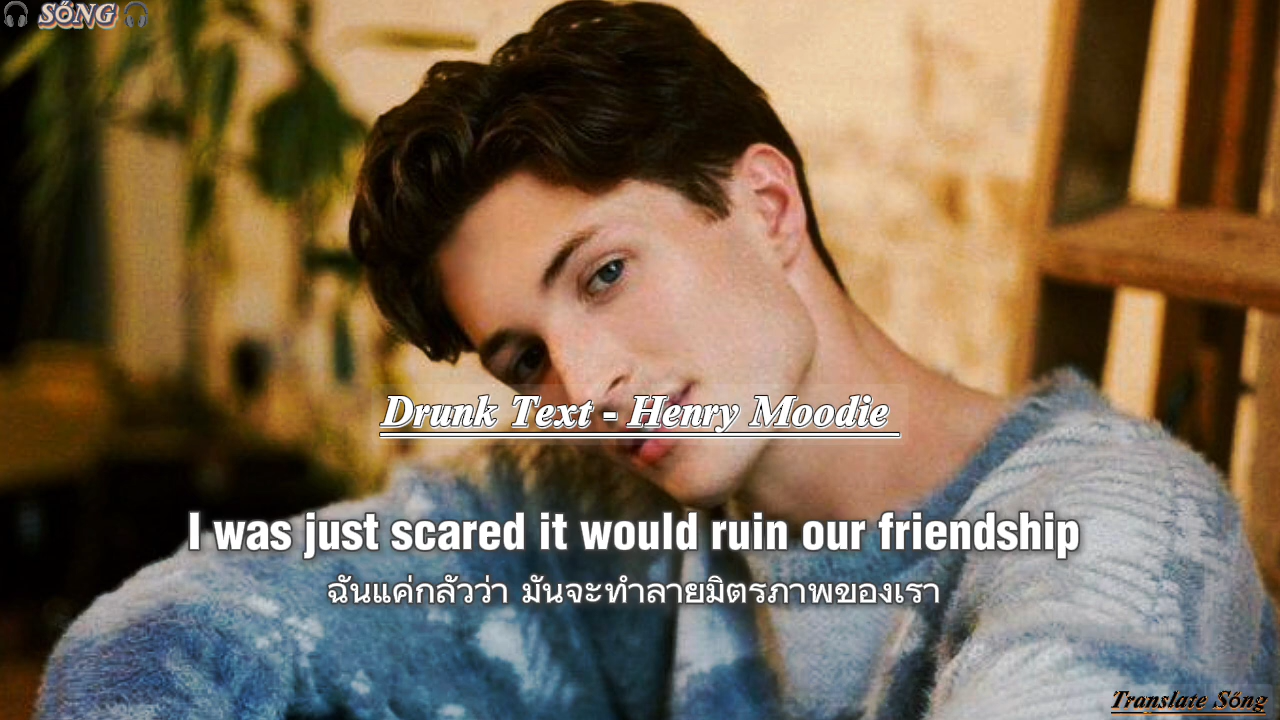 SÓNG
Drunk Text - Henry Moodie
I was just scared it would ruin our friendship
ฉันแค่กลัวว่า มันจะทำลายมิตรภาพของเรา
Translate Sóng